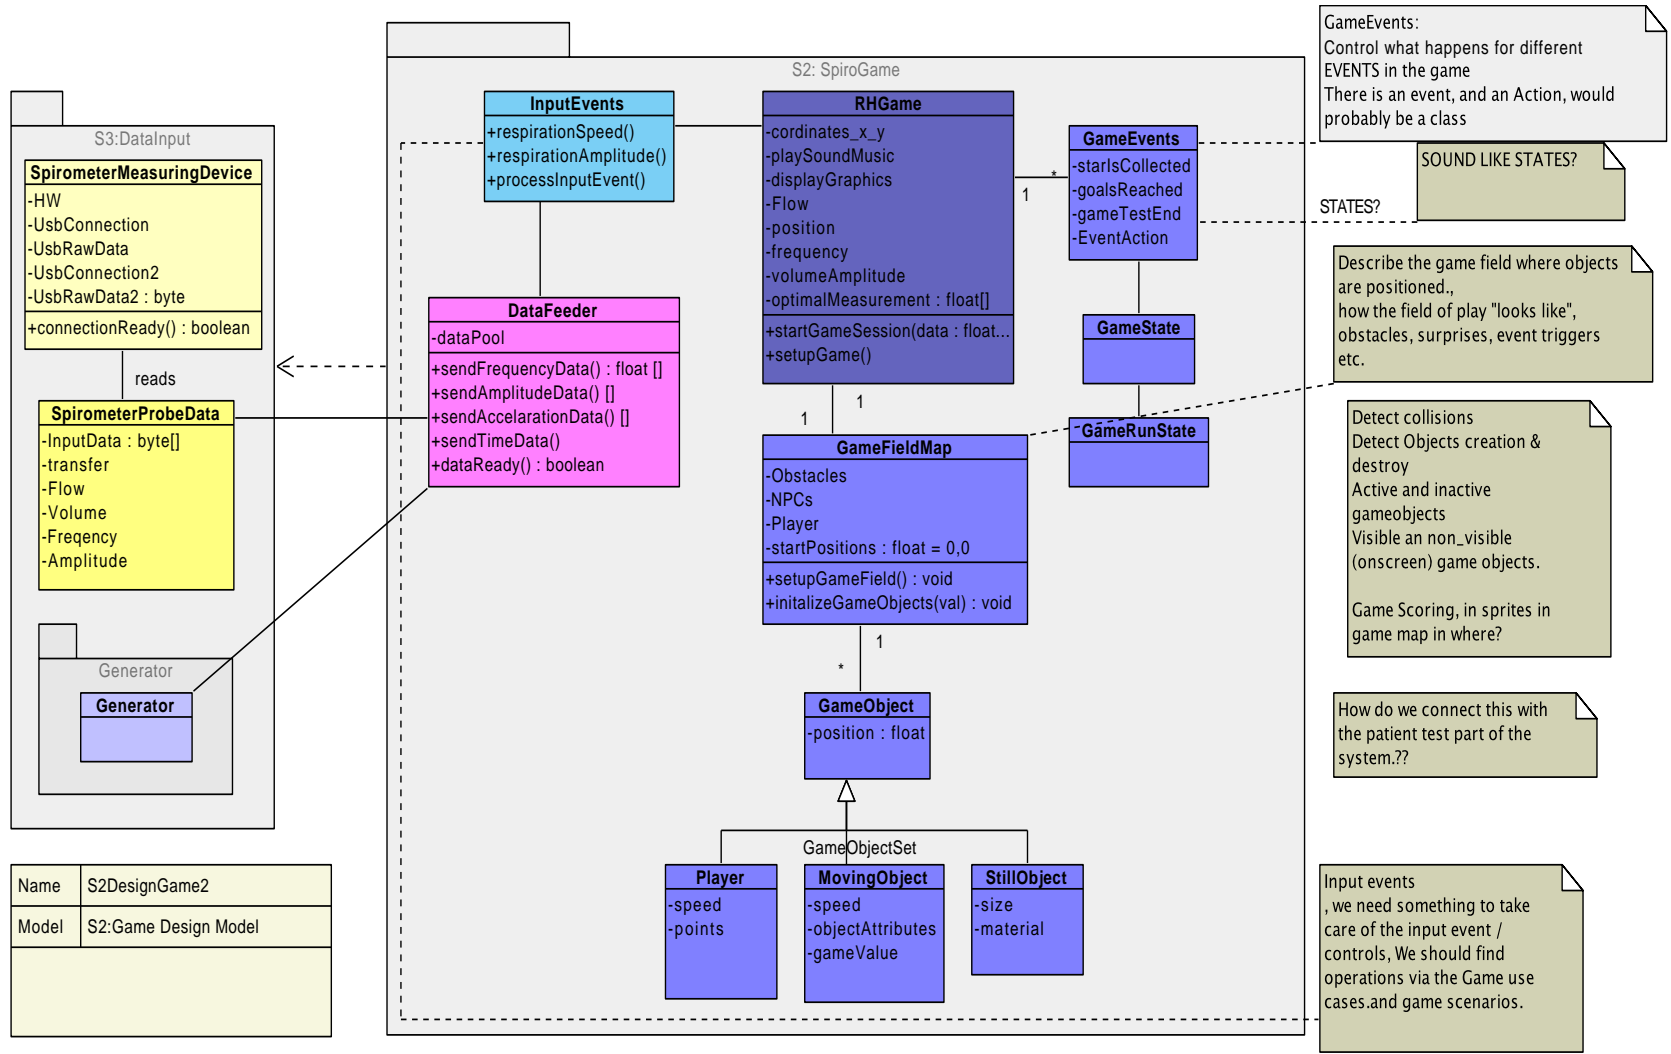 S3:DataInput
SpirometerMeasuringDevice
-HW
-UsbConnection
-UsbRawData
-UsbConnection2
-UsbRawData2 : byte
+connectionReady() : boolean
reads
SpirometerProbeData
-InputData : byte[]
-transfer
-Flow
-Volume
-Freqency
-Amplitude
Generator
Generator
Name
S2DesignGame2
Model
S2:Game Design Model
S2: SpiroGame
InputEvents
+respirationSpeed()
+respirationAmplitude()
+processInputEvent()
DataFeeder
-dataPool
+sendFrequencyData() : float []
+sendAmplitudeData() []
+sendAccelarationData() []
+sendTimeData()
+dataReady() : boolean
RHGame
-cordinates_x_y
-playSoundMusic
-displayGraphics
-Flow
-position
-frequency
-volumeAmplitude
-optimalMeasurement : float[]
+startGameSession(data : float...
+setupGame()
1
*
GameEvents
-starIsCollected
-goalsReached
-gameTestEnd
-EventAction
GameState
GameRunState
1
1
GameFieldMap
-Obstacles
-NPCs
-Player
-startPositions : float = 0,0
+setupGameField() : void
+initalizeGameObjects(val) : void
1
*
GameObject
-position : float
GameObjectSet
Player
-speed
-points
MovingObject
-speed
-objectAttributes
-gameValue
StillObject
-size
-material
GameEvents:
Control what happens for different
EVENTS in the game
There is an event, and an Action, would
probably be a class
SOUND LIKE STATES?
STATES?
Describe the game field where objects
are positioned.,
how the field of play "looks like",
obstacles, surprises, event triggers
etc.
Detect collisions
Detect Objects creation &
destroy
Active and inactive
gameobjects
Visible an non_visible
(onscreen) game objects.
Game Scoring, in sprites in
game map in where?
How do we connect this with
the patient test part of the
system.??
Input events
, we need something to take
care of the input event /
controls, We should find
operations via the Game use
cases.and game scenarios.